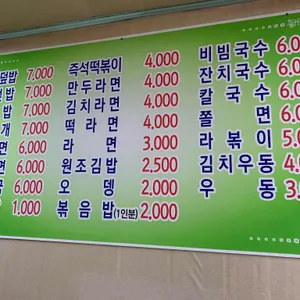 덮밥 7,000 즉석떡볶이 4,000 비빔국수 6.0
밥 7,000 만두라면 4,000 잔치국수 6.0
7,000 김치라면 4,000 칼국수 6.0
개 7,000 떡라면 4,000 쫄면 6.0
면 6,000 라면 3,000 라볶이 5.0
면 6,000 원조김밥 2,500 김치우동 4.0
6,000 오뎅 2,000 우동 3.
1,000 볶음밥(1인분) 2,000